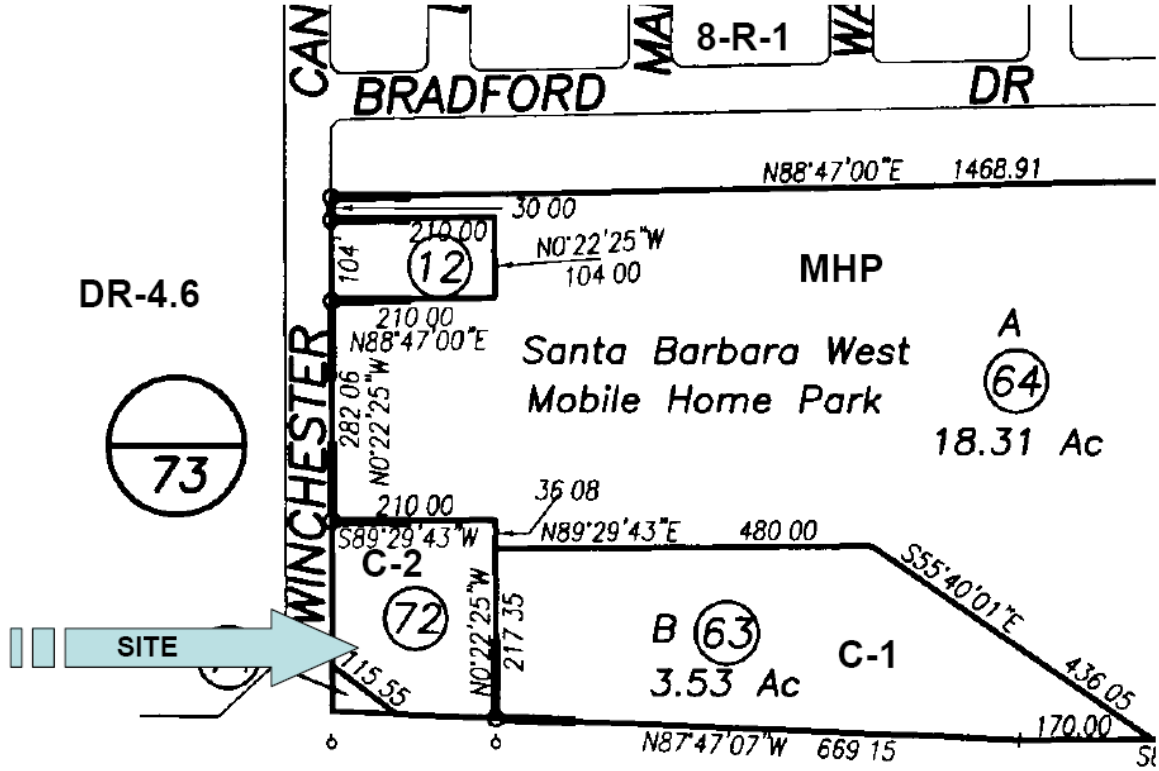 CAN
MA
8-R-1
WA
BRADFORD
DR
N88°47'00"E 1468.91
30 00
210.00
104'
12
N0°22'25"W
104 00
MHP
DR-4.6
210 00
N88°47'00"E
Santa Barbara West
Mobile Home Park
A
64
18.31 Ac
WINCHESTER
282 06
N0°22'25"W
73
210 00
S89°29'43"W
36 08
N89°29'43"E 480 00
C-2
72
N0°22'25"W
217 35
S55°40'01"E
436 05
B 63
3.53 Ac
C-1
SITE
115 55
170.00
N87°47'07"W 669 15